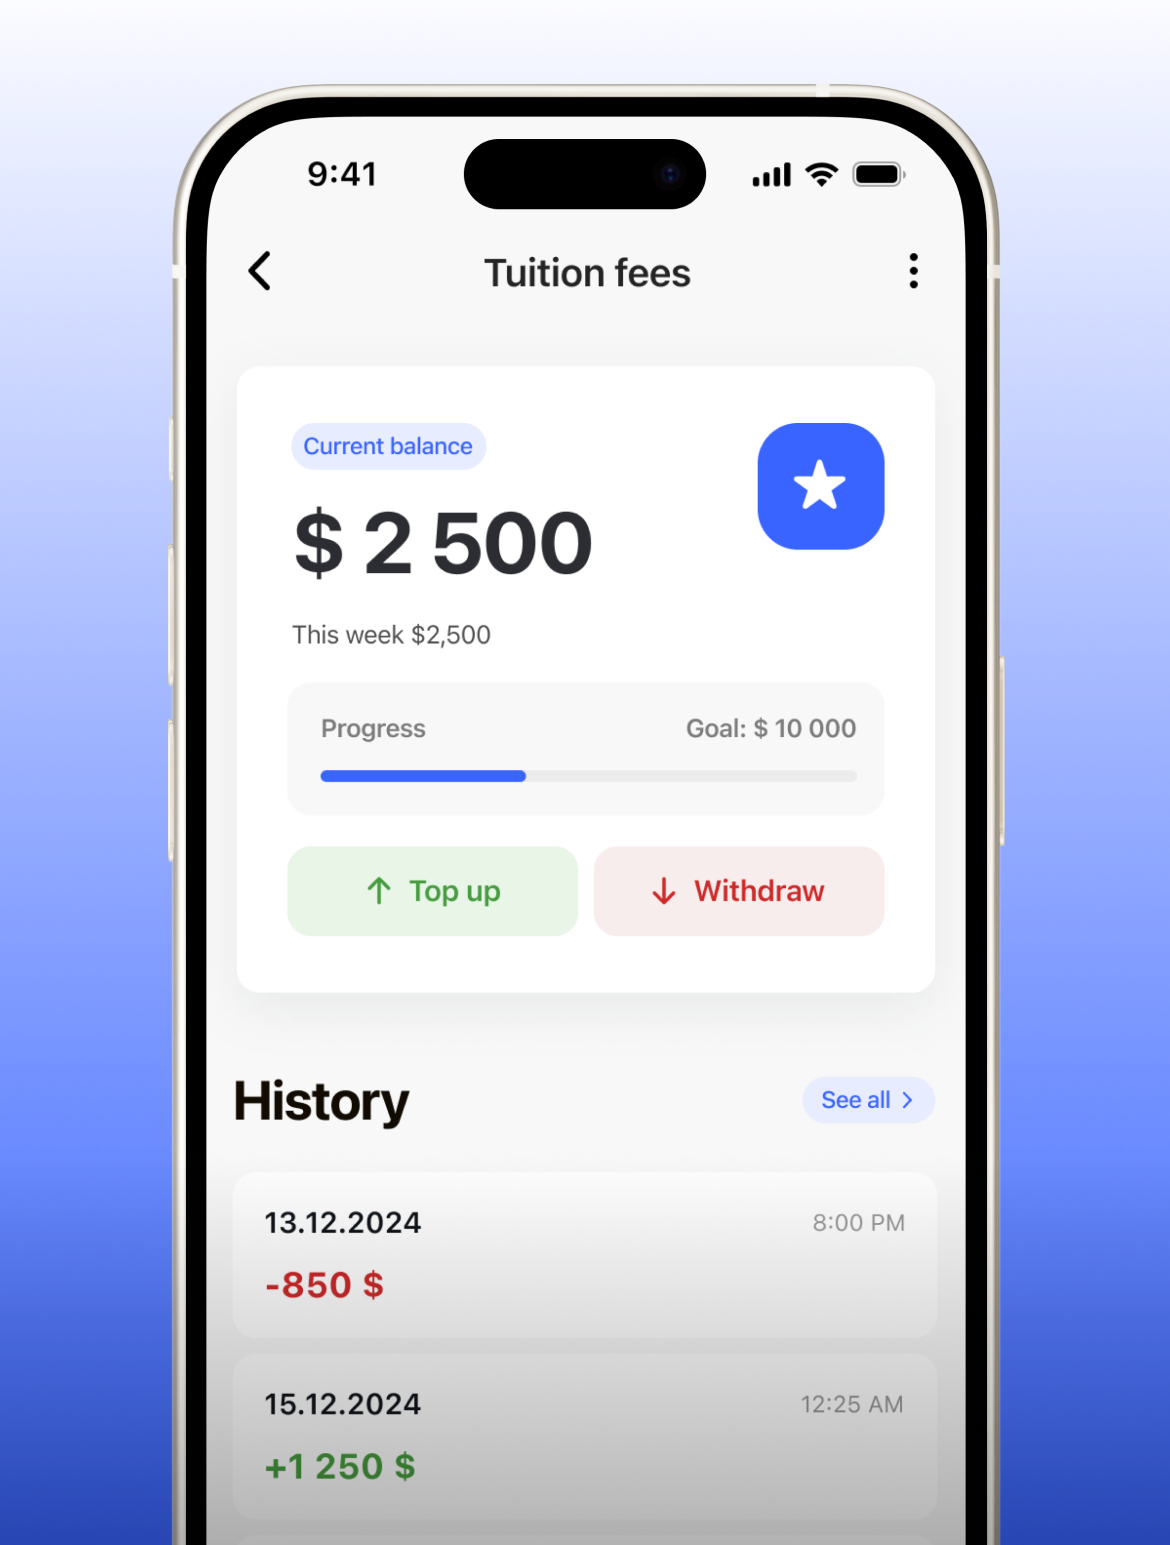 9:41
Tuition fees
Current balance
$ 2 500
This week $2,500
Progress
Goal: $ 10 000
Top up
Withdraw
History
See all
13.12.2024
8:00 PM
-850 $
15.12.2024
12:25 AM
+1 250 $